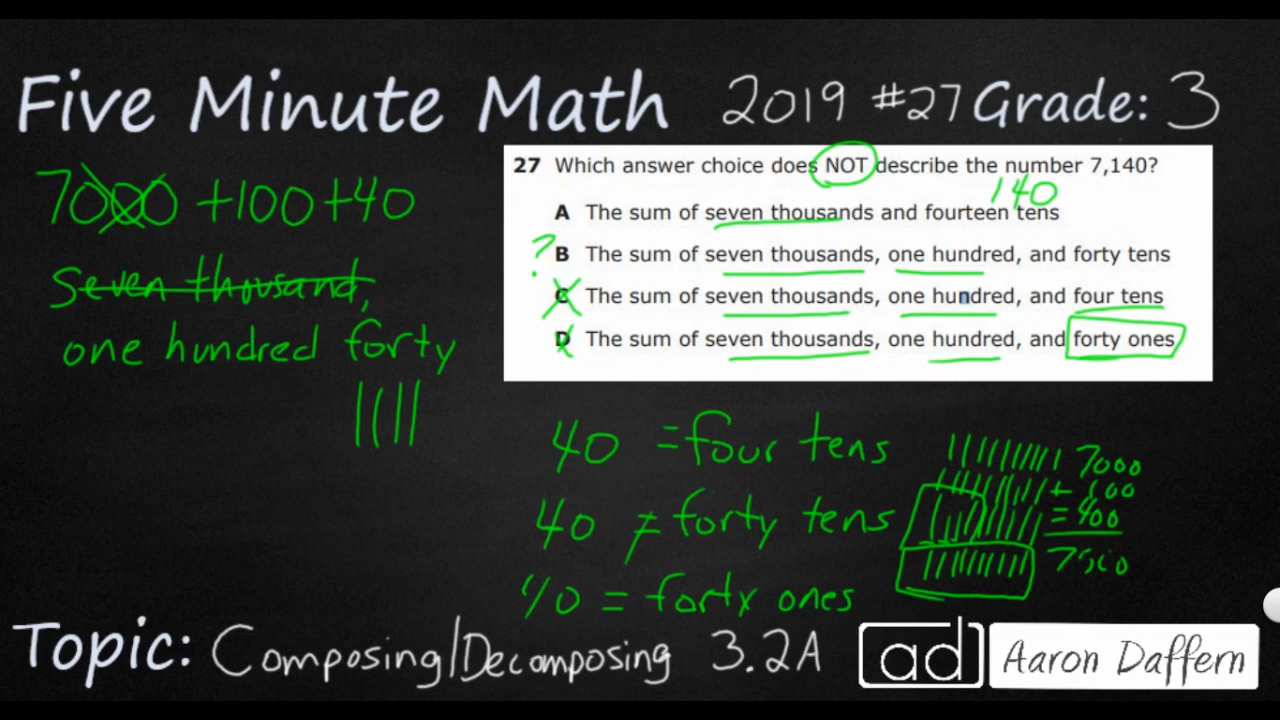 Five Minute Math 2019 #27 Grade: 3
7000 +100+40
Seven thousand,
one hundred forty
27 Which answer choice does NOT describe the number 7,140?
140
A The sum of seven thousands and fourteen tens
? B The sum of seven thousands, one hundred, and forty tens
C The sum of seven thousands, one hundred, and four tens
D The sum of seven thousands, one hundred, and forty ones
40 = four tens
40 ≠ forty tens
40 = forty ones
7000
+ 100
= 400
Topic: Composing/Decomposing 3.2A
ad Aaron Daffern